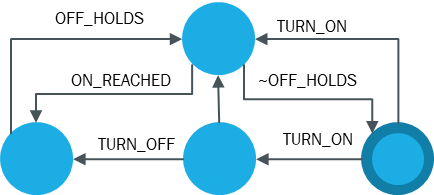 OFF_HOLDS
TURN_ON
ON_REACHED
~OFF_HOLDS
TURN_OFF
TURN_ON